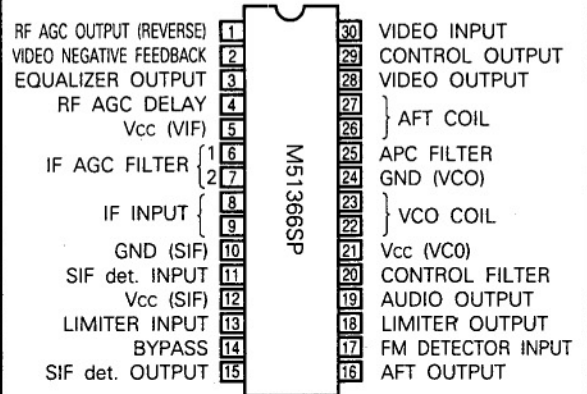 RF AGC OUTPUT (REVERSE) 1
VIDEO NEGATIVE FEEDBACK 2
EQUALIZER OUTPUT 3
RF AGC DELAY 4
Vcc (VIF) 5
IF AGC FILTER 1 6
2 7
IF INPUT 8
9
GND (SIF) 10
SIF det. INPUT 11
Vcc (SIF) 12
LIMITER INPUT 13
BYPASS 14
SIF det. OUTPUT 15
M51366SP
30 VIDEO INPUT
29 CONTROL OUTPUT
28 VIDEO OUTPUT
27
AFT COIL
26
25 APC FILTER
24 GND (VCO)
23
VCO COIL
22
21 Vcc (VC0)
20 CONTROL FILTER
19 AUDIO OUTPUT
18 LIMITER OUTPUT
17 FM DETECTOR INPUT
16 AFT OUTPUT